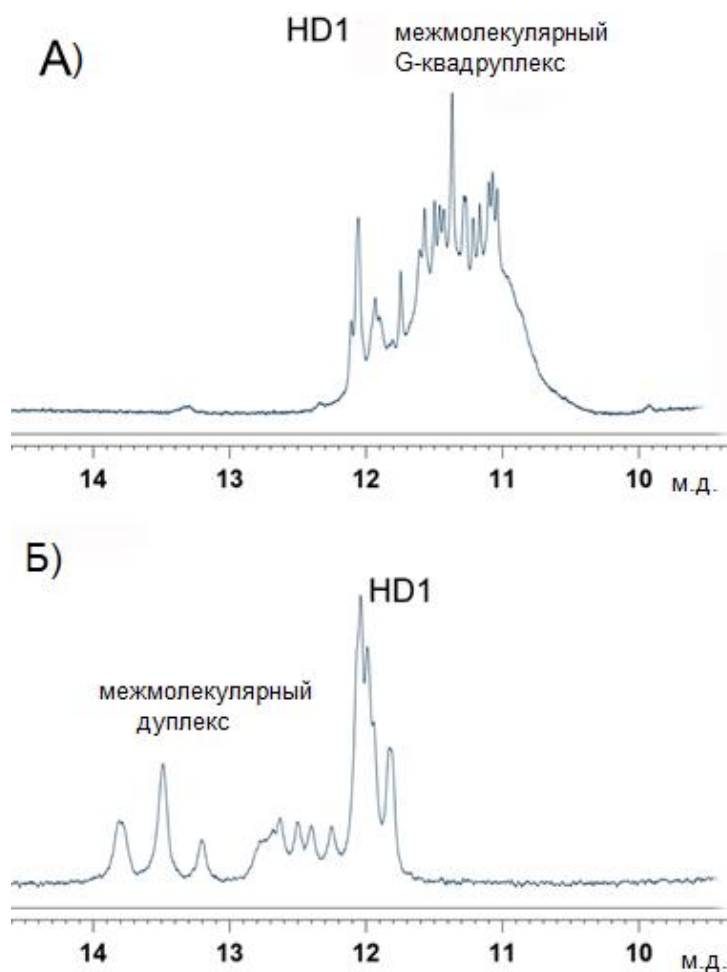 А)
HD1
межмолекулярный
G-квадруплекс
14 13 12 11 10 м.д.
Б)
HD1
межмолекулярный
дуплекс
14 13 12 11 10 м.д.